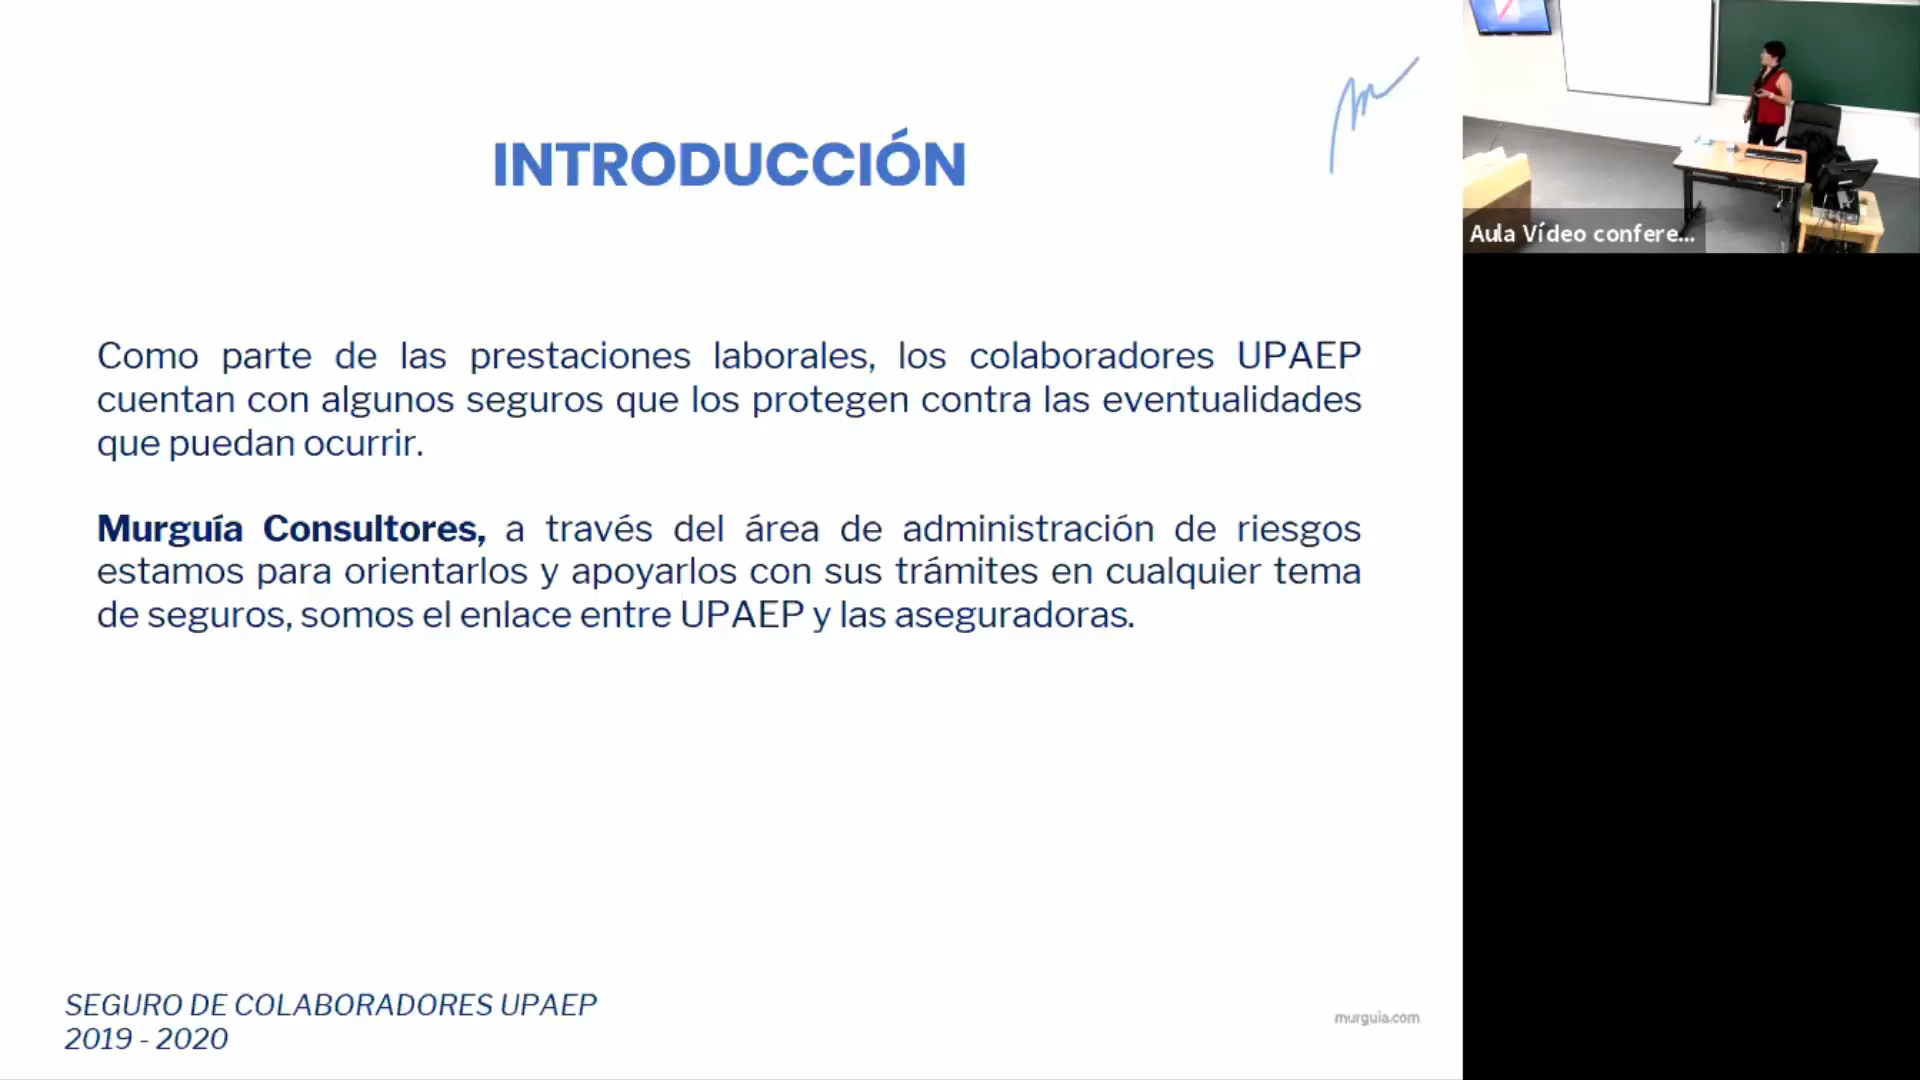 INTRODUCCIÓN
Como parte de las prestaciones laborales, los colaboradores UPAEP
cuentan con algunos seguros que los protegen contra las eventualidades
que puedan ocurrir.
Murguía Consultores, a través del área de administración de riesgos
estamos para orientarlos y apoyarlos con sus trámites en cualquier tema
de seguros, somos el enlace entre UPAEP y las aseguradoras.
SEGURO DE COLABORADORES UPAEP
2019 - 2020
murguia.com
Aula Vídeo confere...